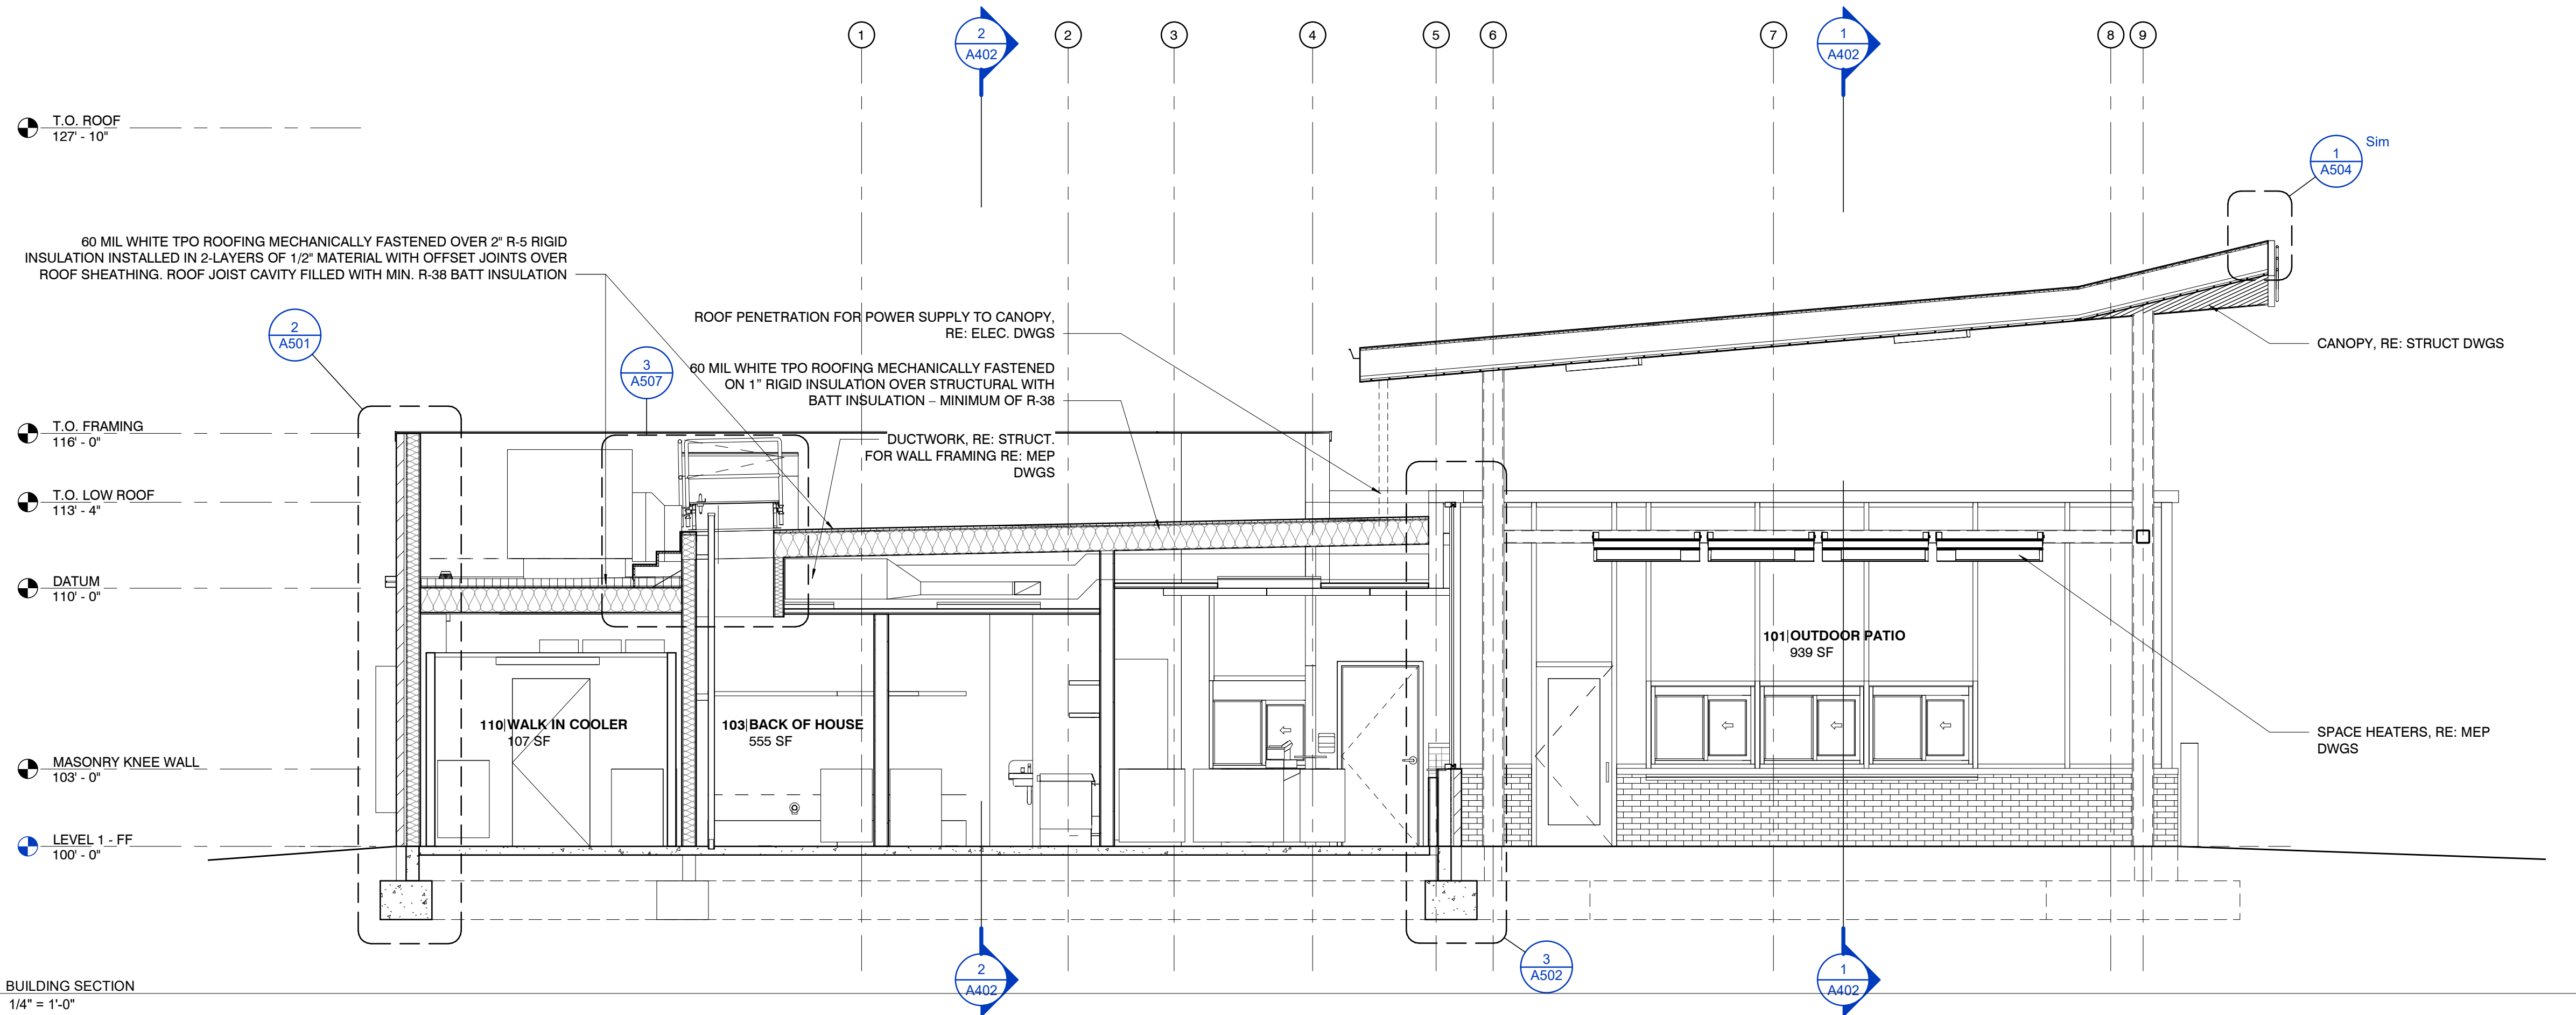 1
2
A402
2
3
4
5
6
7
1
A402
8
9
T.O. ROOF
127' - 10"
1
A504
Sim
60 MIL WHITE TPO ROOFING MECHANICALLY FASTENED OVER 2" R-5 RIGID
INSULATION INSTALLED IN 2-LAYERS OF 1/2" MATERIAL WITH OFFSET JOINTS OVER
ROOF SHEATHING. ROOF JOIST CAVITY FILLED WITH MIN. R-38 BATT INSULATION
2
A501
ROOF PENETRATION FOR POWER SUPPLY TO CANOPY,
RE: ELEC. DWGS
CANOPY, RE: STRUCT DWGS
3
A507
60 MIL WHITE TPO ROOFING MECHANICALLY FASTENED
ON 1” RIGID INSULATION OVER STRUCTURAL WITH
BATT INSULATION – MINIMUM OF R-38
T.O. FRAMING
116' - 0"
DUCTWORK, RE: STRUCT.
FOR WALL FRAMING RE: MEP
DWGS
T.O. LOW ROOF
113' - 4"
DATUM
110' - 0"
101 OUTDOOR PATIO
939 SF
110 WALK IN COOLER
107 SF
103 BACK OF HOUSE
555 SF
SPACE HEATERS, RE: MEP
DWGS
MASONRY KNEE WALL
103' - 0"
LEVEL 1 - FF
100' - 0"
2
A402
3
A502
1
A402
BUILDING SECTION
1/4" = 1'-0"